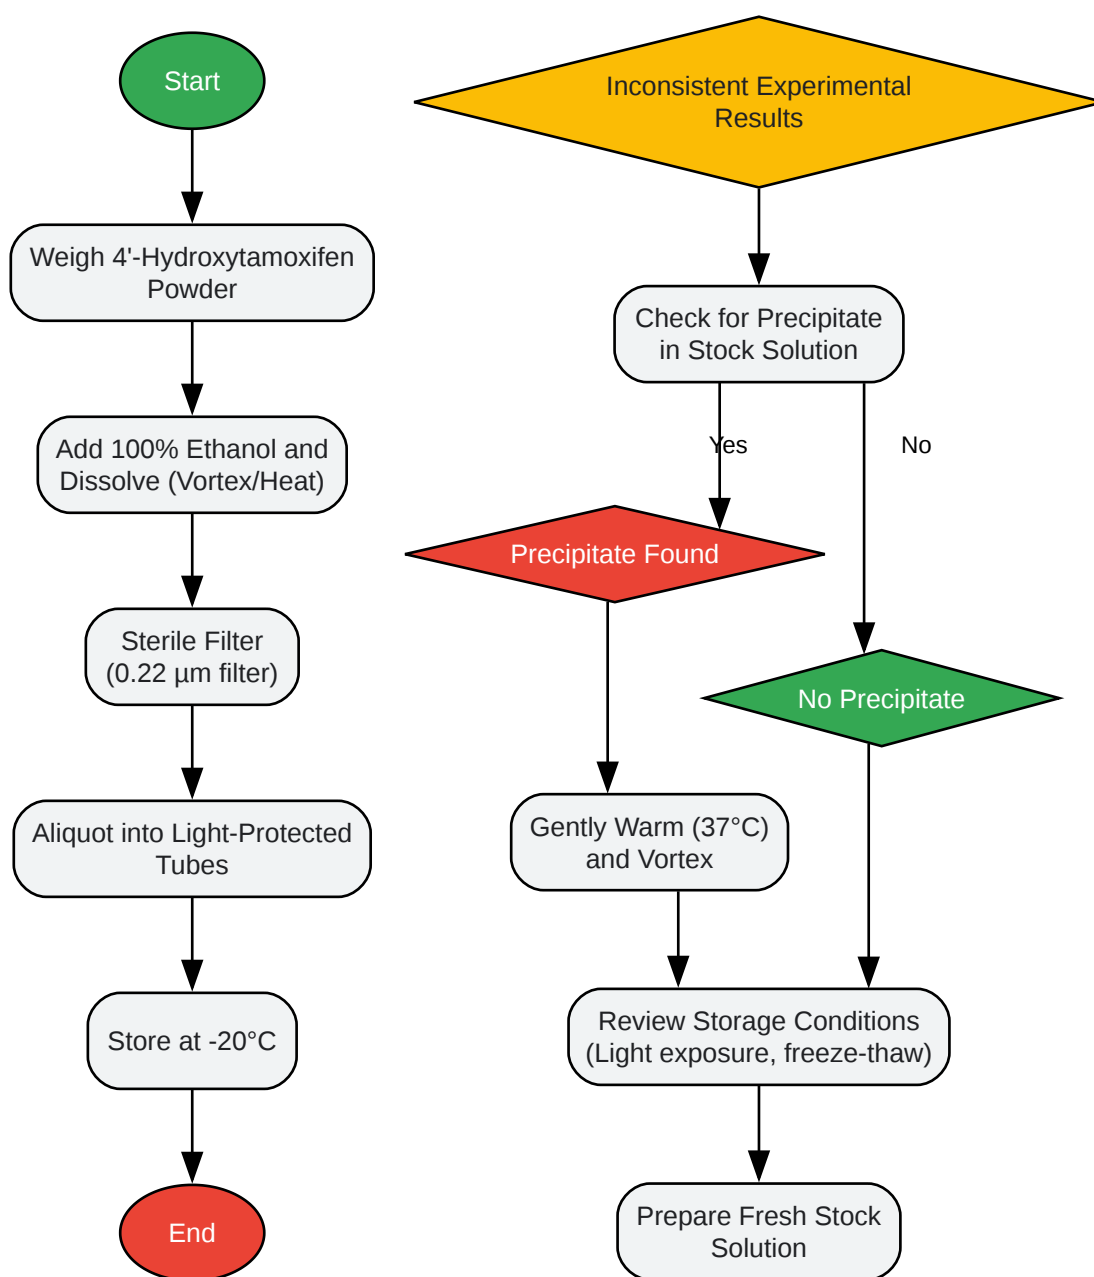 Start
Weigh 4'-Hydroxytamoxifen
Powder
Add 100% Ethanol and
Dissolve (Vortex/Heat)
Sterile Filter
(0.22 µm filter)
Aliquot into Light-Protected
Tubes
Store at -20°C
End
Inconsistent Experimental
Results
Check for Precipitate
in Stock Solution
Yes
No
Precipitate Found
No Precipitate
Gently Warm (37°C)
and Vortex
Review Storage Conditions
(Light exposure, freeze-thaw)
Prepare Fresh Stock
Solution